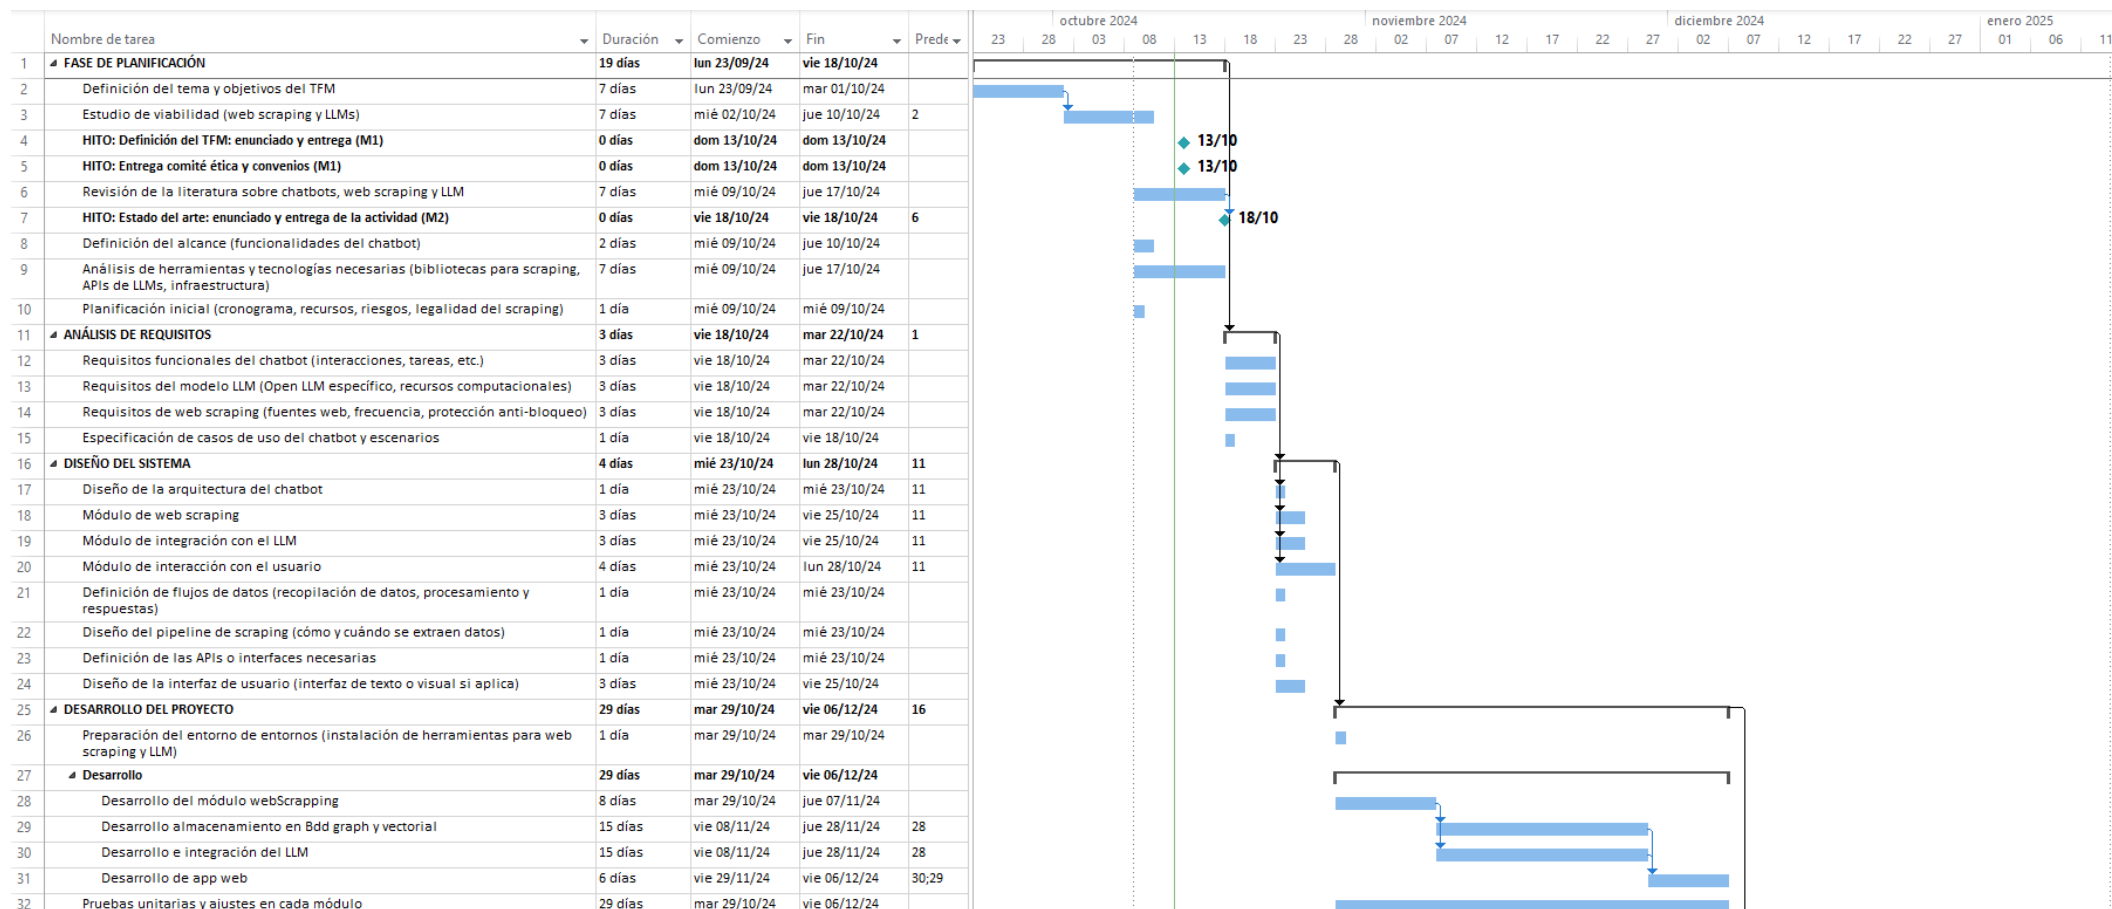 octubre 2024 noviembre 2024 diciembre 2024 enero 2025
Nombre de tarea Duración Comienzo Fin Prede 23 28 03 08 13 18 23 28 02 07 12 17 22 27 02 07 12 17 22 27 01 06 11
1 FASE DE PLANIFICACIÓN 19 días lun 23/09/24 vie 18/10/24
2 Definición del tema y objetivos del TFM 7 días lun 23/09/24 mar 01/10/24
3 Estudio de viabilidad (web scraping y LLMs) 7 días mié 02/10/24 jue 10/10/24 2
4 HITO: Definición del TFM: enunciado y entrega (M1) 0 días dom 13/10/24 dom 13/10/24 13/10
5 HITO: Entrega comité ética y convenios (M1) 0 días dom 13/10/24 dom 13/10/24 13/10
6 Revisión de la literatura sobre chatbots, web scraping y LLM 7 días mié 09/10/24 jue 17/10/24
7 HITO: Estado del arte: enunciado y entrega de la actividad (M2) 0 días vie 18/10/24 vie 18/10/24 6 18/10
8 Definición del alcance (funcionalidades del chatbot) 2 días mié 09/10/24 jue 10/10/24
9 Análisis de herramientas y tecnologías necesarias (bibliotecas para scraping, 7 días mié 09/10/24 jue 17/10/24
APIs de LLMs, infraestructura)
10 Planificación inicial (cronograma, recursos, riesgos, legalidad del scraping) 1 día mié 09/10/24 mié 09/10/24
11 ANÁLISIS DE REQUISITOS 3 días vie 18/10/24 mar 22/10/24 1
12 Requisitos funcionales del chatbot (interacciones, tareas, etc.) 3 días vie 18/10/24 mar 22/10/24
13 Requisitos del modelo LLM (Open LLM específico, recursos computacionales) 3 días vie 18/10/24 mar 22/10/24
14 Requisitos de web scraping (fuentes web, frecuencia, protección anti-bloqueo) 3 días vie 18/10/24 mar 22/10/24
15 Especificación de casos de uso del chatbot y escenarios 1 día vie 18/10/24 vie 18/10/24
16 DISEÑO DEL SISTEMA 4 días mié 23/10/24 lun 28/10/24 11
17 Diseño de la arquitectura del chatbot 1 día mié 23/10/24 mié 23/10/24 11
18 Módulo de web scraping 3 días mié 23/10/24 vie 25/10/24 11
19 Módulo de integración con el LLM 3 días mié 23/10/24 vie 25/10/24 11
20 Módulo de interacción con el usuario 4 días mié 23/10/24 lun 28/10/24 11
21 Definición de flujos de datos (recopilación de datos, procesamiento y 1 día mié 23/10/24 mié 23/10/24
respuestas)
22 Diseño del pipeline de scraping (cómo y cuándo se extraen datos) 1 día mié 23/10/24 mié 23/10/24
23 Definición de las APIs o interfaces necesarias 1 día mié 23/10/24 mié 23/10/24
24 Diseño de la interfaz de usuario (interfaz de texto o visual si aplica) 3 días mié 23/10/24 vie 25/10/24
25 DESARROLLO DEL PROYECTO 29 días mar 29/10/24 vie 06/12/24 16
26 Preparación del entorno de entornos (instalación de herramientas para web 1 día mar 29/10/24 mar 29/10/24
scraping y LLM)
27 Desarrollo 29 días mar 29/10/24 vie 06/12/24
28 Desarrollo del módulo webScrapping 8 días mar 29/10/24 jue 07/11/24
29 Desarrollo almacenamiento en Bdd graph y vectorial 15 días vie 08/11/24 jue 28/11/24 28
30 Desarrollo e integración del LLM 15 días vie 08/11/24 jue 28/11/24 28
31 Desarrollo de app web 6 días vie 29/11/24 vie 06/12/24 30;29
32 Pruebas unitarias y ajustes en cada módulo 29 días mar 29/10/24 vie 06/12/24